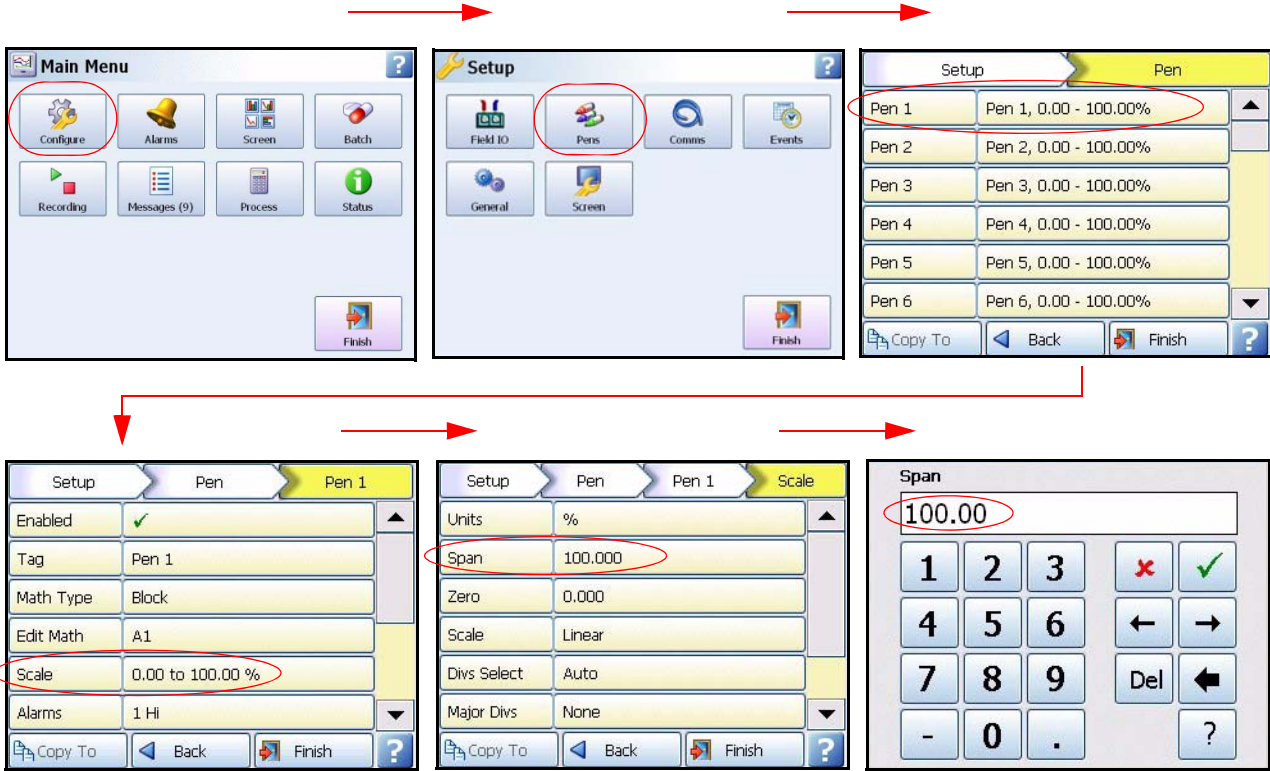 Main Menu ?
Configure Alarms Screen Batch
Recording Messages (9) Process Status
Finish
Setup ?
Field IO Pens Comms Events
General Screen
Finish
Setup Pen
Pen 1 Pen 1, 0.00 - 100.00%
Pen 2 Pen 2, 0.00 - 100.00%
Pen 3 Pen 3, 0.00 - 100.00%
Pen 4 Pen 4, 0.00 - 100.00%
Pen 5 Pen 5, 0.00 - 100.00%
Pen 6 Pen 6, 0.00 - 100.00%
Copy To Back Finish ?
Setup Pen Pen 1
Enabled ✓
Tag Pen 1
Math Type Block
Edit Math A1
Scale 0.00 to 100.00 %
Alarms 1 Hi
Copy To Back Finish ?
Setup Pen Pen 1 Scale
Units %
Span 100.000
Zero 0.000
Scale Linear
Divs Select Auto
Major Divs None
Copy To Back Finish ?
Span
100.00
1 2 3 ✗ ✓
4 5 6 ← →
7 8 9 Del ⬅
- 0 . ?